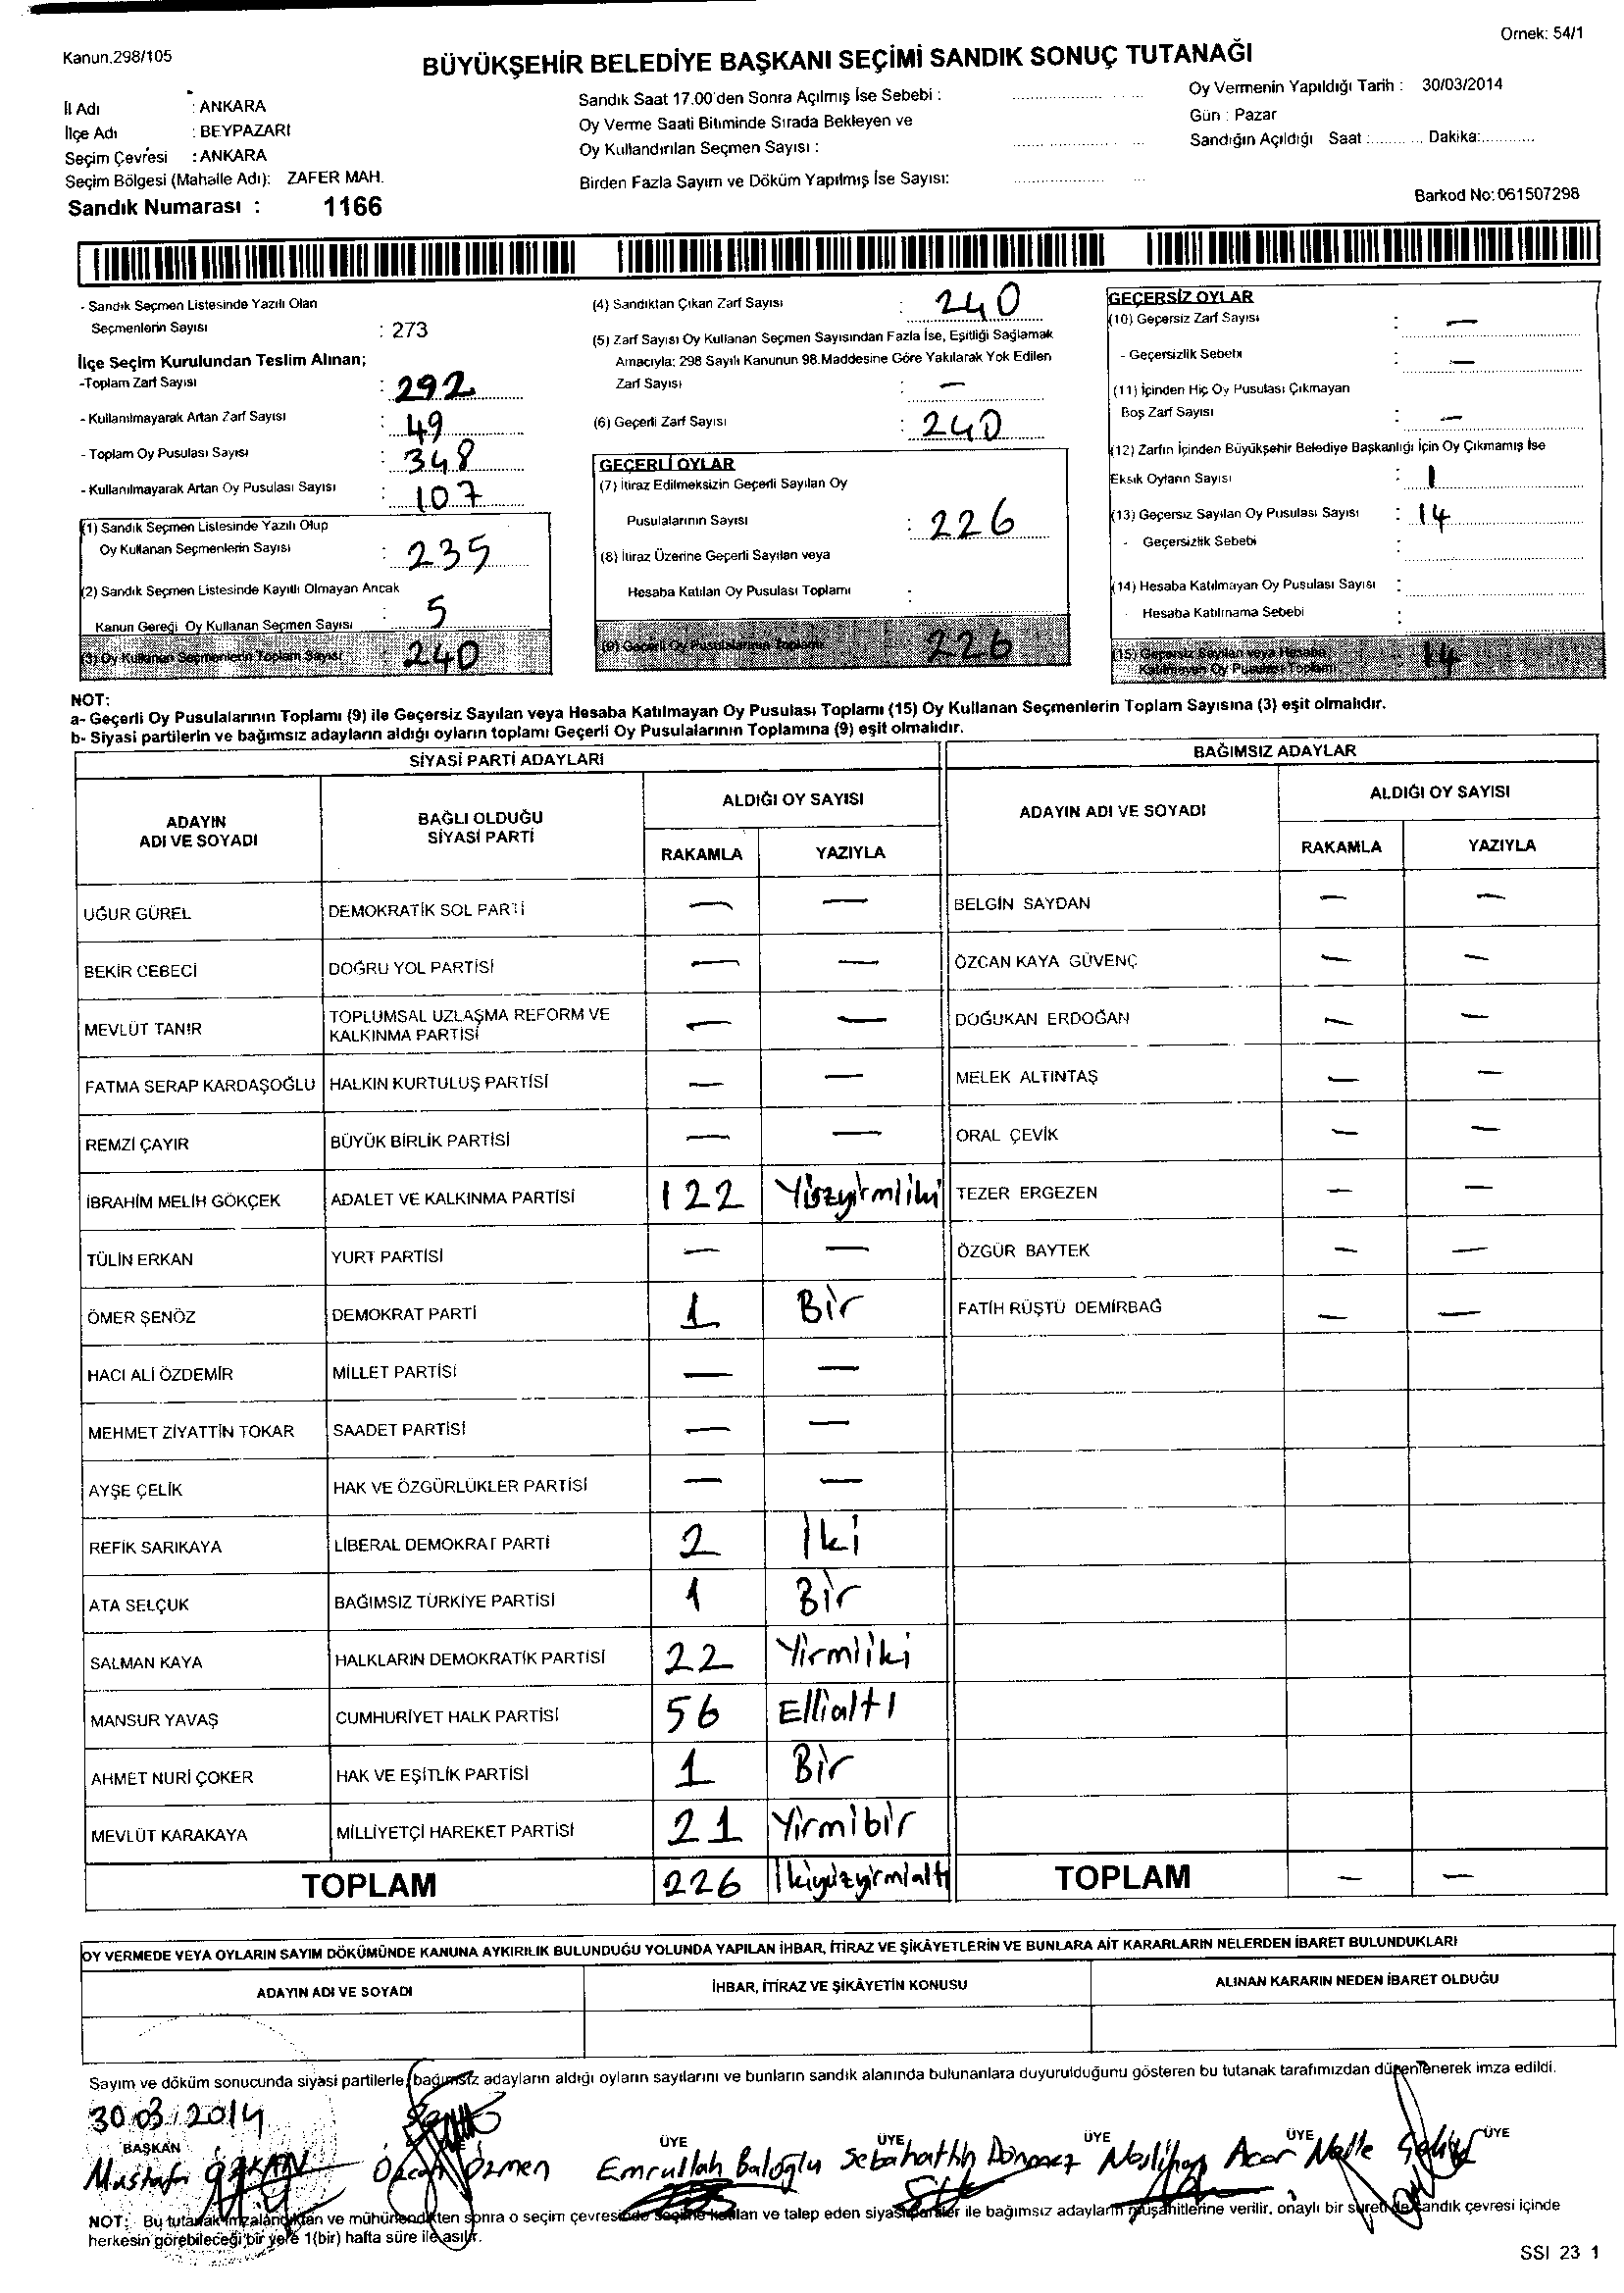 Kanun.298/105
Örnek: 54/1
BÜYÜKŞEHİR BELEDİYE BAŞKANI SEÇİMİ SANDIK SONUÇ TUTANAĞI
İl Adı : ANKARA
İlçe Adı : BEYPAZARI
Seçim Çevresi : ANKARA
Seçim Bölgesi (Mahalle Adı): ZAFER MAH.
Sandık Numarası : 1166
Sandık Saat 17.00'den Sonra Açılmış İse Sebebi :
Oy Verme Saati Bitiminde Sırada Bekleyen ve
Oy Kullandırılan Seçmen Sayısı :
Birden Fazla Sayım ve Döküm Yapılmış İse Sayısı:
Oy Vermenin Yapıldığı Tarih : 30/03/2014
Gün : Pazar
Sandığın Açıldığı Saat :......... Dakika:............
Barkod No: 061507298
- Sandık Seçmen Listesinde Yazılı Olan
Seçmenlerin Sayısı : 273
İlçe Seçim Kurulundan Teslim Alınan;
-Toplam Zarf Sayısı : 292
- Kullanılmayarak Artan Zarf Sayısı : 49
- Toplam Oy Pusulası Sayısı : 348
- Kullanılmayarak Artan Oy Pusulası Sayısı : 107
(1) Sandık Seçmen Listesinde Yazılı Olup
Oy Kullanan Seçmenlerin Sayısı : 235
(2) Sandık Seçmen Listesinde Kayıtlı Olmayan Ancak
Kanun Gereği Oy Kullanan Seçmen Sayısı : 5
(3) Oy Kullanan Seçmenlerin Toplam Sayısı : 240
(4) Sandıktan Çıkan Zarf Sayısı : 240
(5) Zarf Sayısı Oy Kullanan Seçmen Sayısından Fazla İse, Eşitliği Sağlamak
Amacıyla; 298 Sayılı Kanunun 98.Maddesine Göre Yakılarak Yok Edilen
Zarf Sayısı : —
(6) Geçerli Zarf Sayısı : 240
GEÇERLİ OYLAR
(7) İtiraz Edilmeksizin Geçerli Sayılan Oy
Pusulalarının Sayısı : 226
(8) İtiraz Üzerine Geçerli Sayılan veya
Hesaba Katılan Oy Pusulası Toplamı :
(9) Geçerli Oy Pusulalarının Toplamı 226
GEÇERSİZ OYLAR
(10) Geçersiz Zarf Sayısı : —
- Geçersizlik Sebebi : —
(11) İçinden Hiç Oy Pusulası Çıkmayan
Boş Zarf Sayısı : —
(12) Zarfın İçinden Büyükşehir Belediye Başkanlığı İçin Oy Çıkmamış İse
Eksik Oyların Sayısı : 1
(13) Geçersiz Sayılan Oy Pusulası Sayısı : 14
- Geçersizlik Sebebi :
(14) Hesaba Katılmayan Oy Pusulası Sayısı :
- Hesaba Katılmama Sebebi :
(15) Geçersiz Sayılan veya Hesaba
Katılmayan Oy Pusulası Toplamı 14
NOT:
a- Geçerli Oy Pusulalarının Toplamı (9) ile Geçersiz Sayılan veya Hesaba Katılmayan Oy Pusulası Toplamı (15) Oy Kullanan Seçmenlerin Toplam Sayısına (3) eşit olmalıdır.
b- Siyasi partilerin ve bağımsız adayların aldığı oyların toplamı Geçerli Oy Pusulalarının Toplamına (9) eşit olmalıdır.
SİYASİ PARTİ ADAYLARI
ADAYIN ADI VE SOYADI
BAĞLI OLDUĞU SİYASİ PARTİ
ALDIĞI OY SAYISI
RAKAMLA YAZIYLA
UĞUR GÜREL DEMOKRATİK SOL PARTİ — —
BEKİR CEBECİ DOĞRU YOL PARTİSİ — —
MEVLÜT TANIR TOPLUMSAL UZLAŞMA REFORM VE KALKINMA PARTİSİ — —
FATMA SERAP KARDAŞOĞLU HALKIN KURTULUŞ PARTİSİ — —
REMZİ ÇAYIR BÜYÜK BİRLİK PARTİSİ — —
İBRAHİM MELİH GÖKÇEK ADALET VE KALKINMA PARTİSİ 122 Yüzyirmiiki
TÜLİN ERKAN YURT PARTİSİ — —
ÖMER ŞENÖZ DEMOKRAT PARTİ 1 Bir
HACI ALİ ÖZDEMİR MİLLET PARTİSİ — —
MEHMET ZİYATTİN TOKAR SAADET PARTİSİ — —
AYŞE ÇELİK HAK VE ÖZGÜRLÜKLER PARTİSİ — —
REFİK SARIKAYA LİBERAL DEMOKRAT PARTİ 2 İki
ATA SELÇUK BAĞIMSIZ TÜRKİYE PARTİSİ 1 Bir
SALMAN KAYA HALKLARIN DEMOKRATİK PARTİSİ 22 Yirmiiki
MANSUR YAVAŞ CUMHURİYET HALK PARTİSİ 56 Ellialtı
AHMET NURİ ÇOKER HAK VE EŞİTLİK PARTİSİ 1 Bir
MEVLÜT KARAKAYA MİLLİYETÇİ HAREKET PARTİSİ 21 Yirmibir
TOPLAM 226 İkiyüzyirmialtı
BAĞIMSIZ ADAYLAR
ADAYIN ADI VE SOYADI
ALDIĞI OY SAYISI
RAKAMLA YAZIYLA
BELGİN SAYDAN — —
ÖZCAN KAYA GÜVENÇ — —
DOĞUKAN ERDOĞAN — —
MELEK ALTINTAŞ — —
ORAL ÇEVİK — —
TEZER ERGEZEN — —
ÖZGÜR BAYTEK — —
FATİH RÜŞTÜ DEMİRBAĞ — —
TOPLAM — —
OY VERMEDE VEYA OYLARIN SAYIM DÖKÜMÜNDE KANUNA AYKIRILIK BULUNDUĞU YOLUNDA YAPILAN İHBAR, İTİRAZ VE ŞİKÂYETLERİN VE BUNLARA AİT KARARLARIN NELERDEN İBARET BULUNDUKLARI
ADAYIN ADI VE SOYADI İHBAR, İTİRAZ VE ŞİKÂYETİN KONUSU ALINAN KARARIN NEDEN İBARET OLDUĞU
Sayım ve döküm sonucunda siyasi partilerle bağımsız adayların aldığı oyların sayılarını ve bunların sandık alanında bulunanlara duyurulduğunu gösteren bu tutanak tarafımızdan düzenlenerek imza edildi.
30.03.2014
BAŞKAN ÜYE ÜYE ÜYE ÜYE ÜYE
Mustafa ÖZKAN Özcan Özmen Emrullah Baloğlu Sebahattin Dönmez Neslihan Acar
NOT: Bu tutanak imzalandıktan ve mühürlendikten sonra o seçim çevresinde seçime katılan ve talep eden siyasi partiler ile bağımsız adayların müşahitlerine verilir, onaylı bir sureti de sandık çevresi içinde
herkesin görebileceği bir yere 1(bir) hafta süre ile asılır.
SSI 23 1